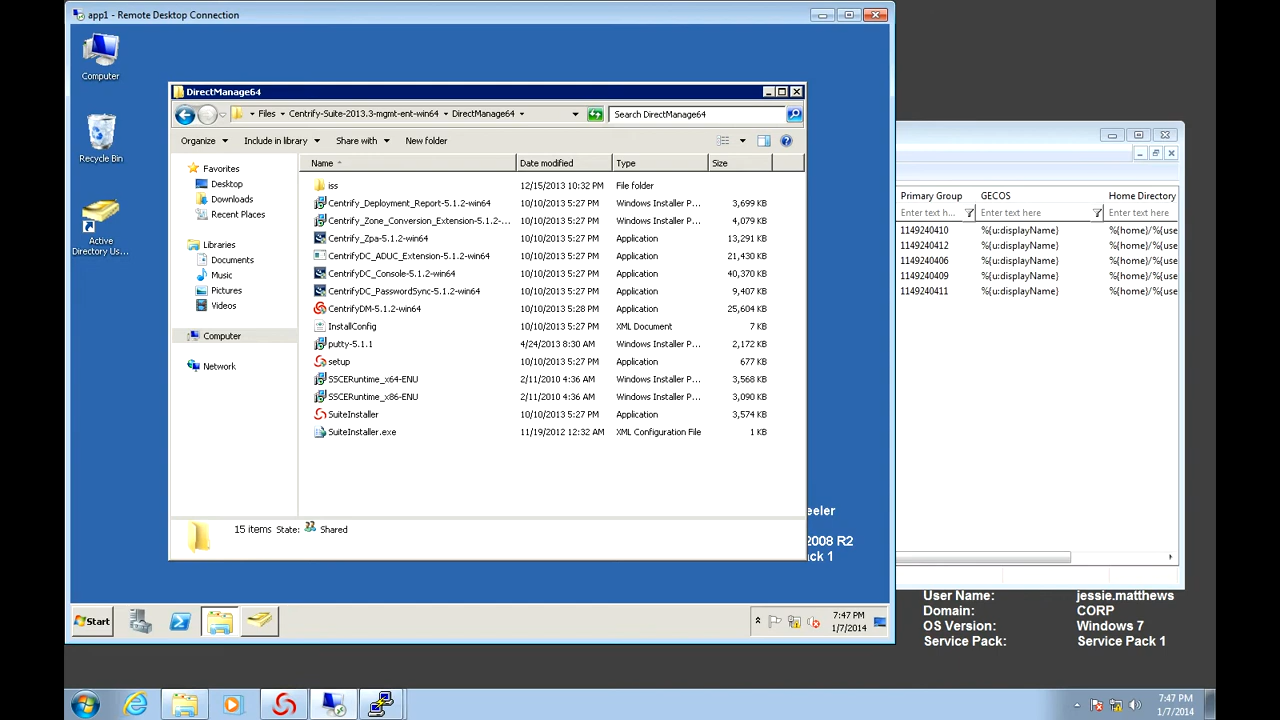 app1 - Remote Desktop Connection
Computer
Recycle Bin
Active
Directory Us...
DirectManage64
Files
Centrify-Suite-2013.3-mgmt-ent-win64
DirectManage64
Search DirectManage64
Organize
Include in library
Share with
New folder
Favorites
Desktop
Downloads
Recent Places
Libraries
Documents
Music
Pictures
Videos
Computer
Network
Name Date modified Type Size
iss 12/15/2013 10:32 PM File folder
Centrify_Deployment_Report-5.1.2-win64 10/10/2013 5:27 PM Windows Installer P... 3,699 KB
Centrify_Zone_Conversion_Extension-5.1.2-... 10/10/2013 5:27 PM Windows Installer P... 4,079 KB
Centrify_Zpa-5.1.2-win64 10/10/2013 5:27 PM Application 13,291 KB
CentrifyDC_ADUC_Extension-5.1.2-win64 10/10/2013 5:27 PM Application 21,430 KB
CentrifyDC_Console-5.1.2-win64 10/10/2013 5:27 PM Application 40,370 KB
CentrifyDC_PasswordSync-5.1.2-win64 10/10/2013 5:27 PM Application 9,407 KB
CentrifyDM-5.1.2-win64 10/10/2013 5:28 PM Application 25,604 KB
InstallConfig 10/10/2013 5:27 PM XML Document 7 KB
putty-5.1.1 4/24/2013 8:30 AM Windows Installer P... 2,172 KB
setup 10/10/2013 5:27 PM Application 677 KB
SSCERuntime_x64-ENU 2/11/2010 4:36 AM Windows Installer P... 3,568 KB
SSCERuntime_x86-ENU 2/11/2010 4:36 AM Windows Installer P... 3,090 KB
SuiteInstaller 10/10/2013 5:27 PM Application 3,574 KB
SuiteInstaller.exe 11/19/2012 12:32 AM XML Configuration File 1 KB
15 items State: Shared
eeler
2008 R2
ack 1
Start
7:47 PM
1/7/2014
Primary Group GECOS Home Directory
Enter text h... Enter text here Enter text here
1149240410 %{u:displayName} %{home}/%{use
1149240412 %{u:displayName} %{home}/%{use
1149240406 %{u:displayName} %{home}/%{use
1149240409 %{u:displayName} %{home}/%{use
1149240411 %{u:displayName} %{home}/%{use
User Name: jessie.matthews
Domain: CORP
OS Version: Windows 7
Service Pack: Service Pack 1
7:47 PM
1/7/2014